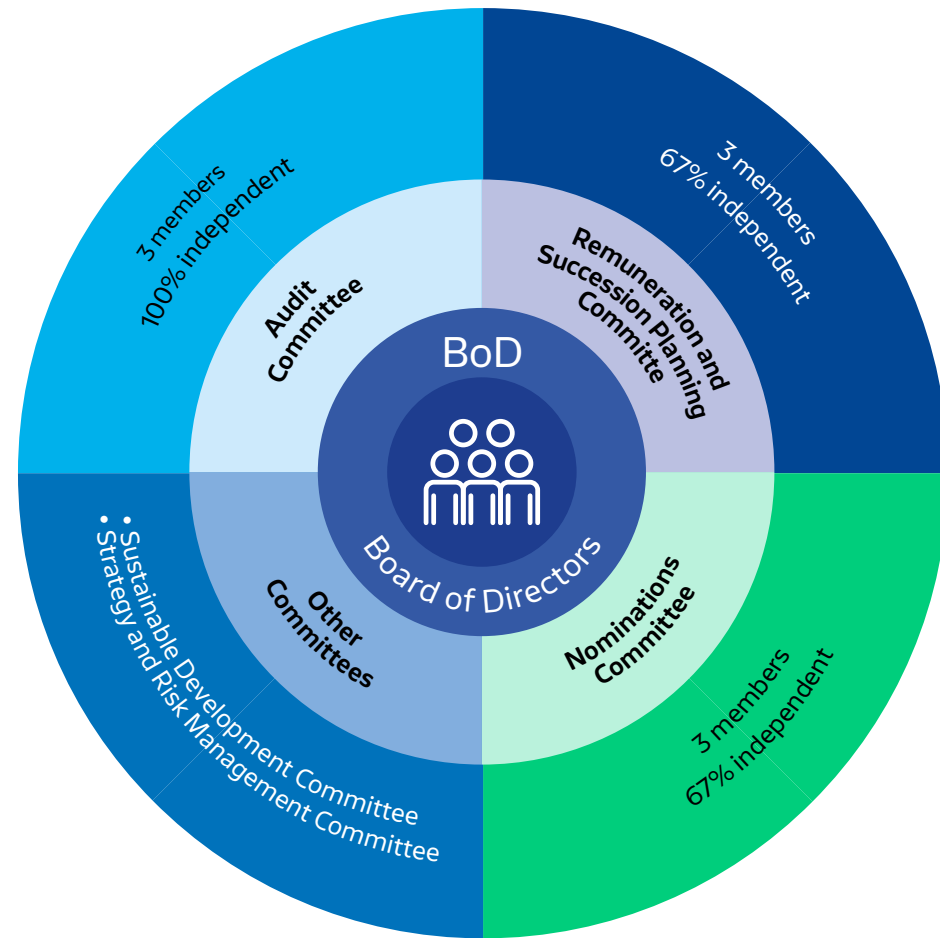 BoD
Board of Directors
Audit
Committee
3 members
100% independent
Remuneration and
Succession Planning
Committe
3 members
67% independent
Nominations
Committee
3 members
67% independent
Other
Committees
• Sustainable Development Committee
• Strategy and Risk Management Committee